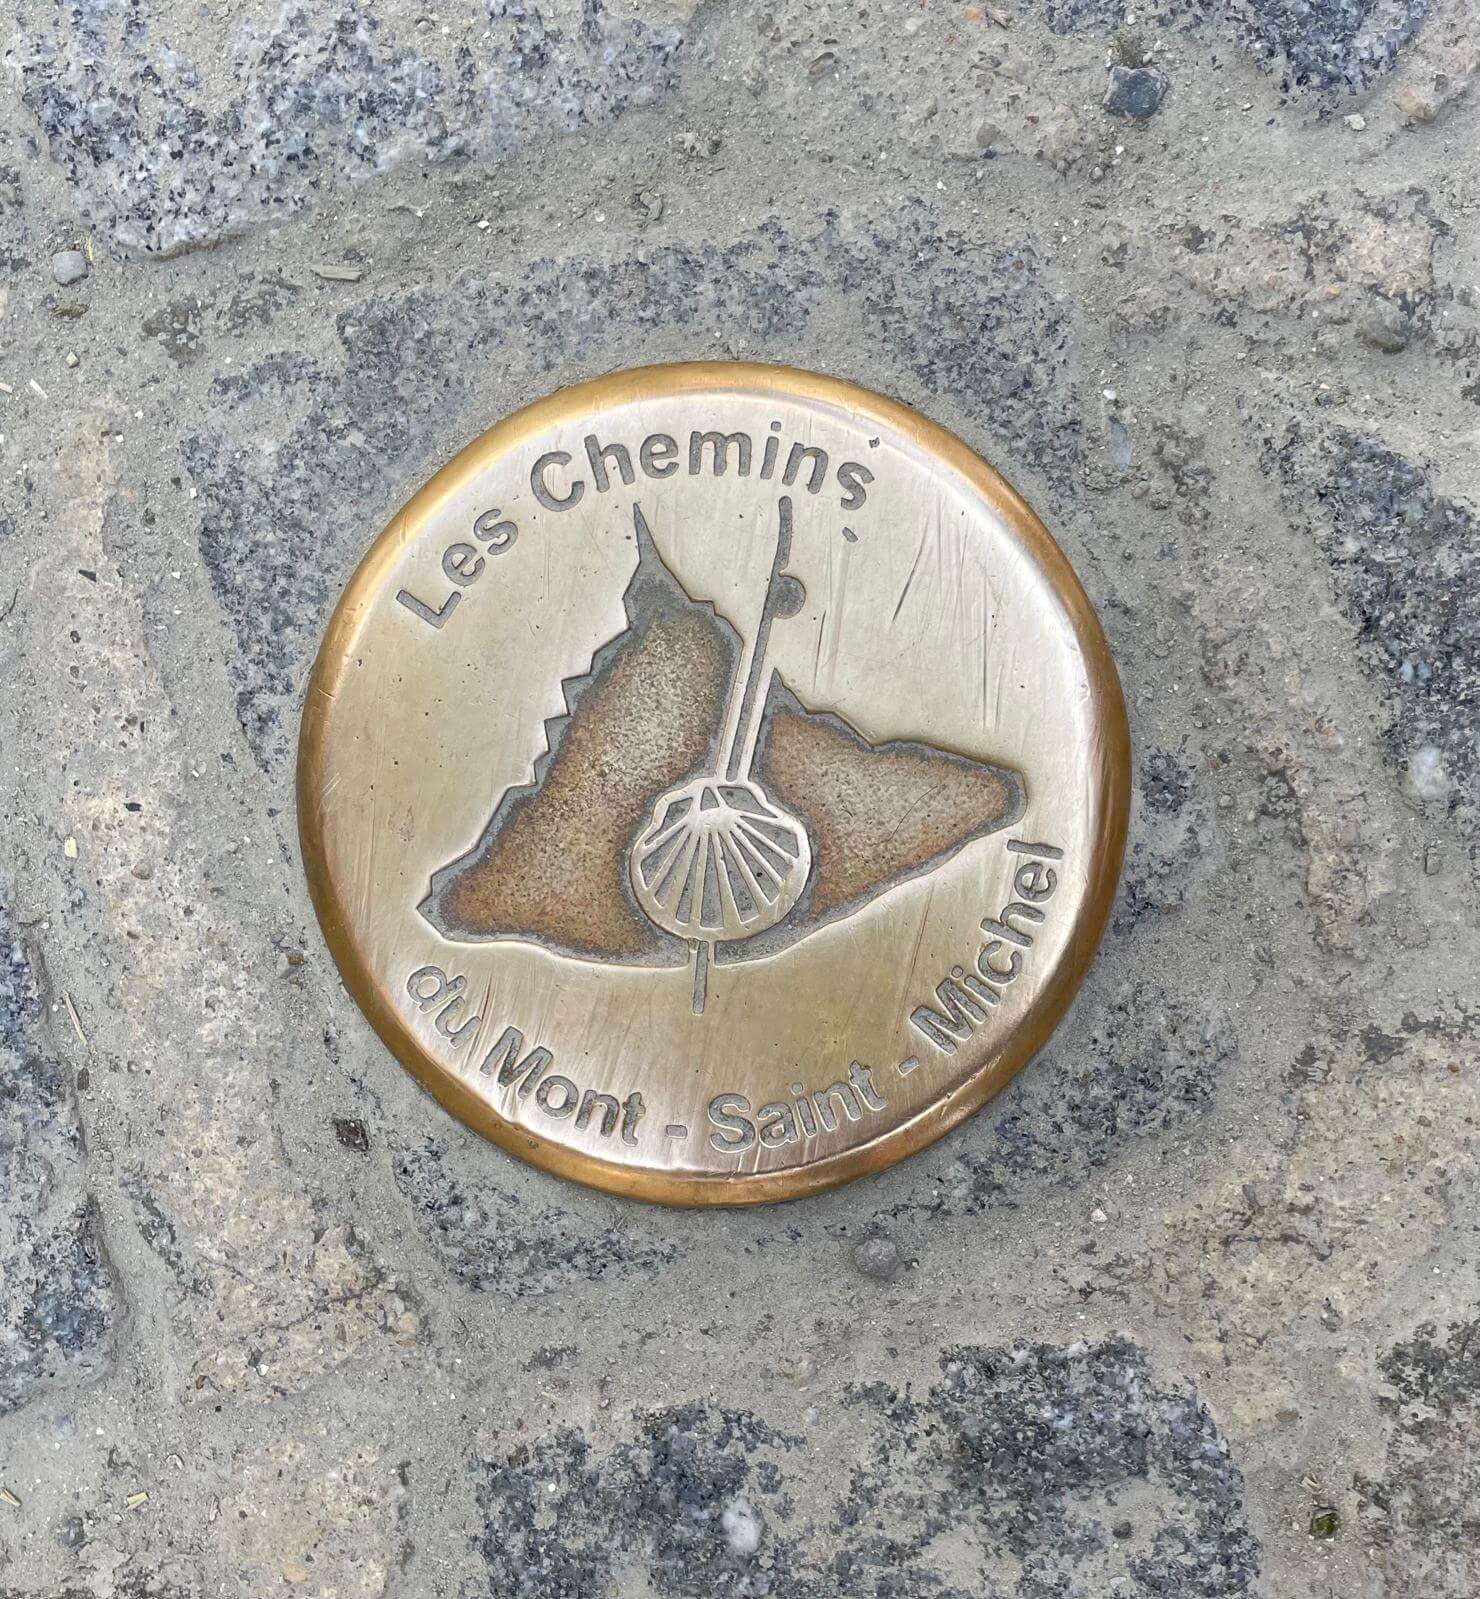 Les Chemins
du Mont - Saint - Michel